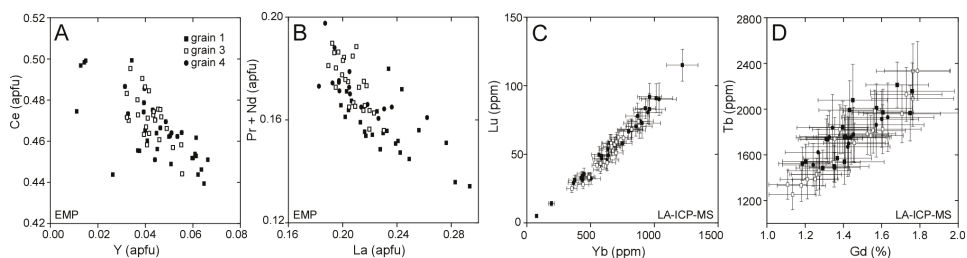 A
grain 1
grain 3
grain 4
Ce (apfu)
0.50
0.48
0.46
0.44
0.42
EMP
0.00
0.02
0.04
0.06
0.08
Y (apfu)
B
Pr + Nd (apfu)
0.20
0.16
0.12
EMP
0.16
0.20
0.24
0.28
La (apfu)
C
Lu (ppm)
150
100
50
0
LA-ICP-MS
0
500
1000
1500
Yb (ppm)
D
Tb (ppm)
2400
2000
1600
1200
LA-ICP-MS
1.0
1.2
1.4
1.6
1.8
2.0
Gd (%)